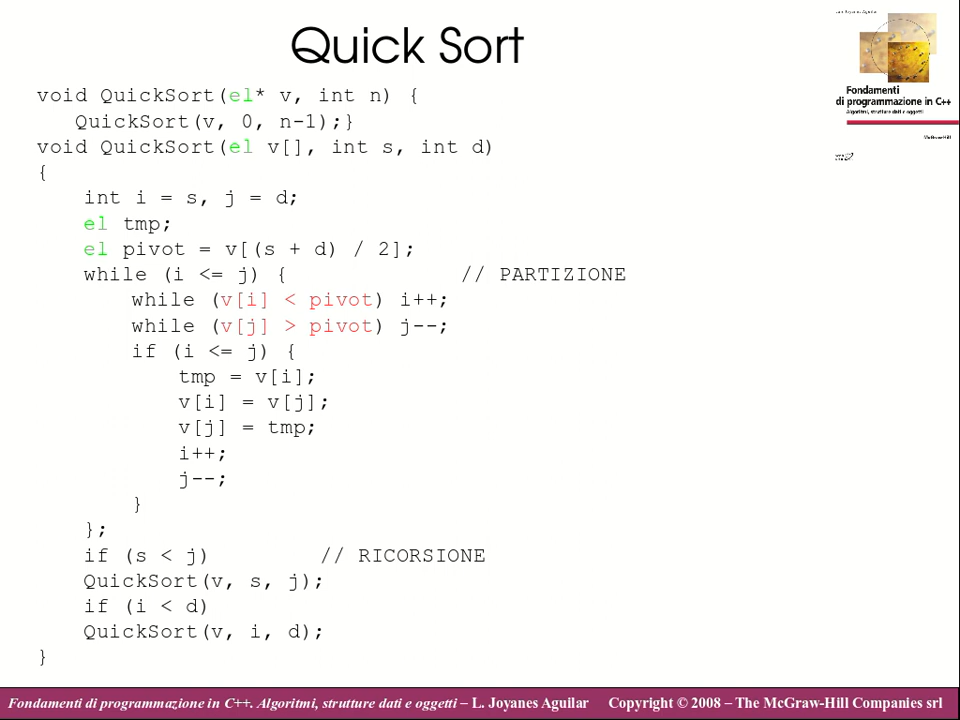 Quick Sort
void QuickSort(el* v, int n) {
QuickSort(v, 0, n-1);}
void QuickSort(el v[], int s, int d)
{
int i = s, j = d;
el tmp;
el pivot = v[(s + d) / 2];
while (i <= j) { // PARTIZIONE
while (v[i] < pivot) i++;
while (v[j] > pivot) j--;
if (i <= j) {
tmp = v[i];
v[i] = v[j];
v[j] = tmp;
i++;
j--;
}
};
if (s < j) // RICORSIONE
QuickSort(v, s, j);
if (i < d)
QuickSort(v, i, d);
}
Fondamenti
di programmazione in C++
Algoritmi, strutture dati e oggetti
McGraw-Hill
Fondamenti di programmazione in C++. Algoritmi, strutture dati e oggetti – L. Joyanes Aguilar Copyright © 2008 – The McGraw-Hill Companies srl